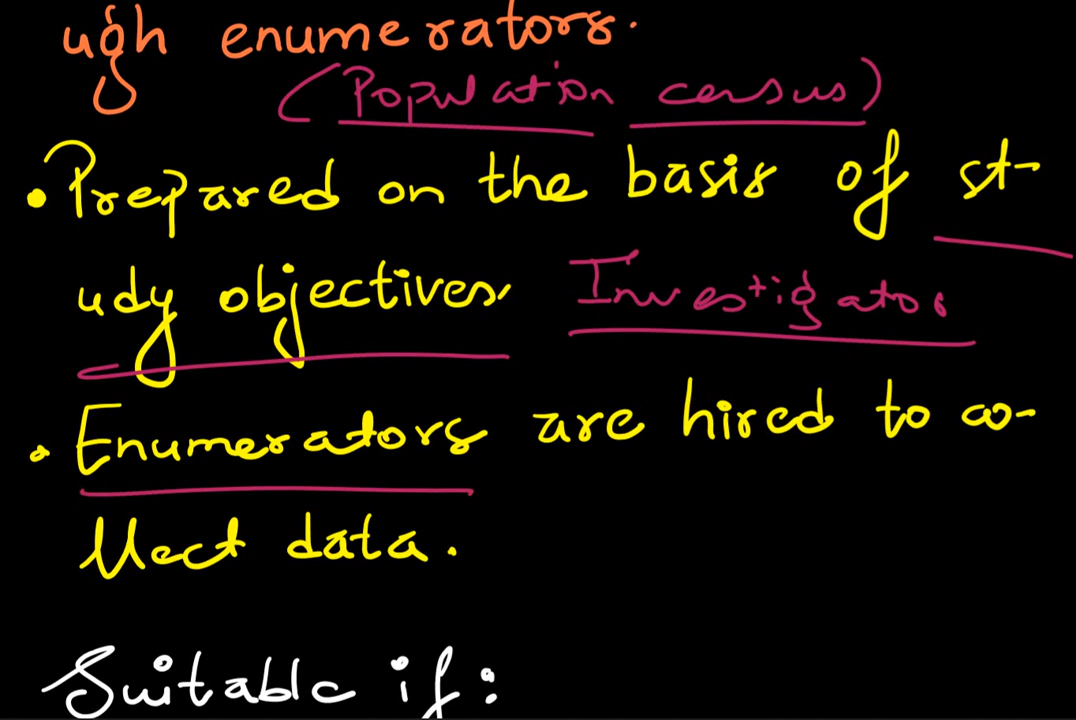 ugh enumerators.
(Population census)
• Prepared on the basis of st-
udy objectives. Investigator
• Enumerators are hired to co-
llect data.
Suitable if: